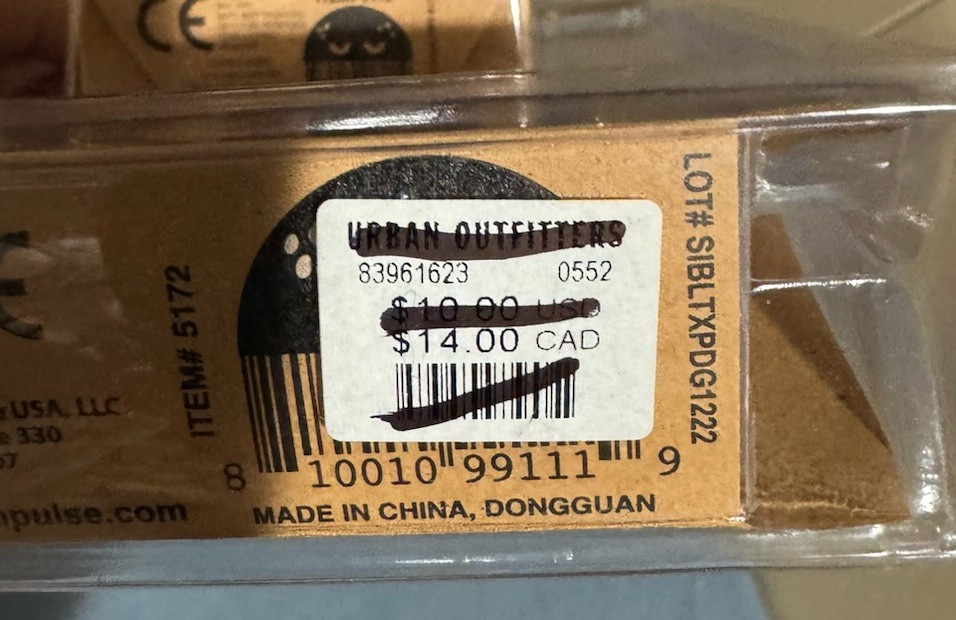 CE
URBAN OUTFITTERS
83961623 0552
$10.00 USD
$14.00 CAD
ITEM# 5172
LOT# SIBLTXPDG1222
USA, LLC
330
8 10010 99111 9
pulse.com
MADE IN CHINA, DONGGUAN